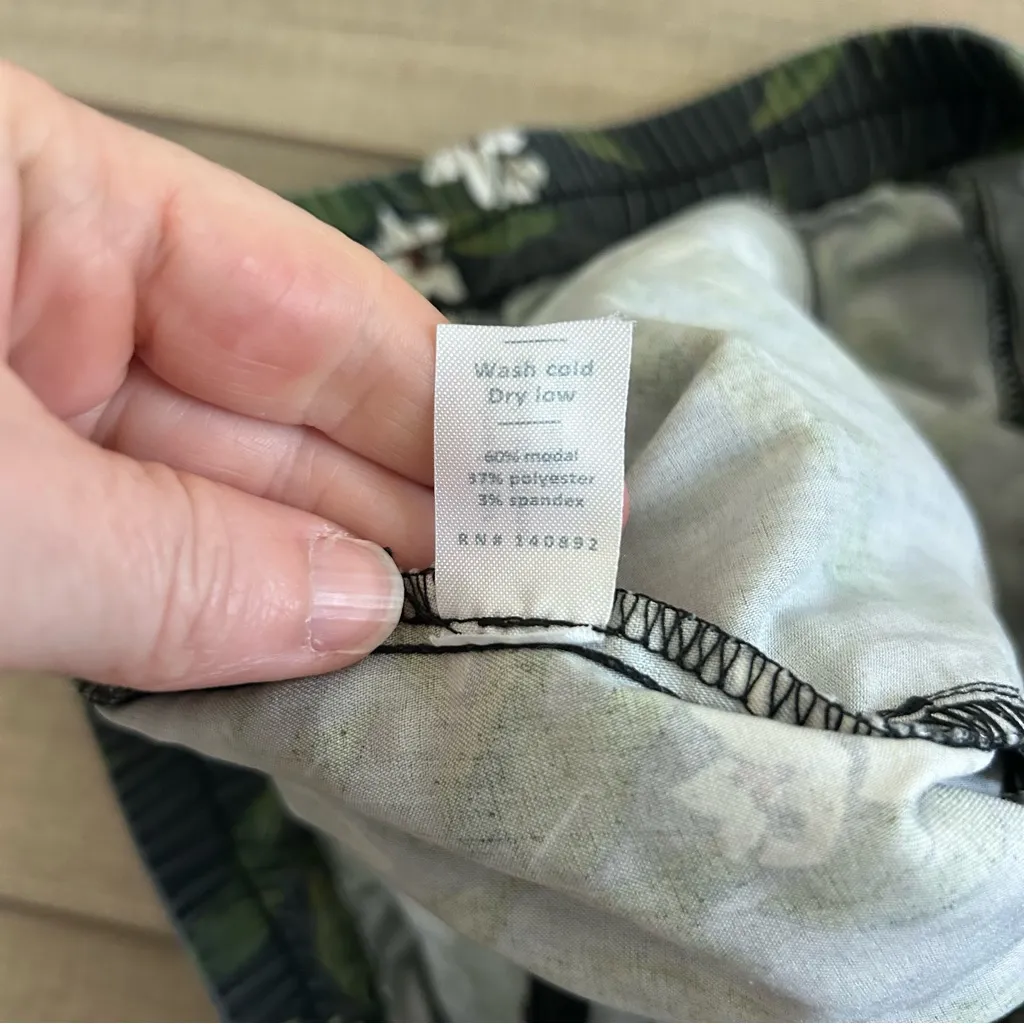 Wash cold
Dry low
60% modal
37% polyester
3% spandex
RN# 140892